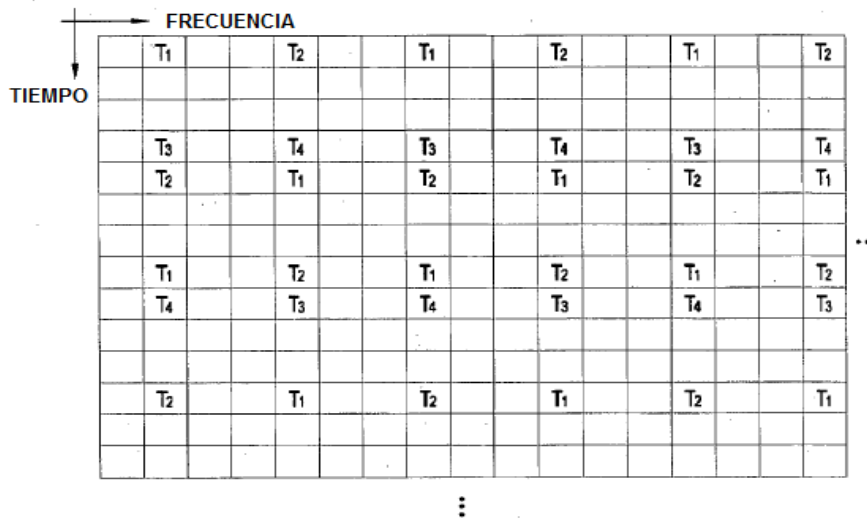 FRECUENCIA
TIEMPO
T1 T2 T1 T2 T1 T2
T3 T4 T3 T4 T3 T4
T2 T1 T2 T1 T2 T1
T1 T2 T1 T2 T1 T2
T4 T3 T4 T3 T4 T3
T2 T1 T2 T1 T2 T1